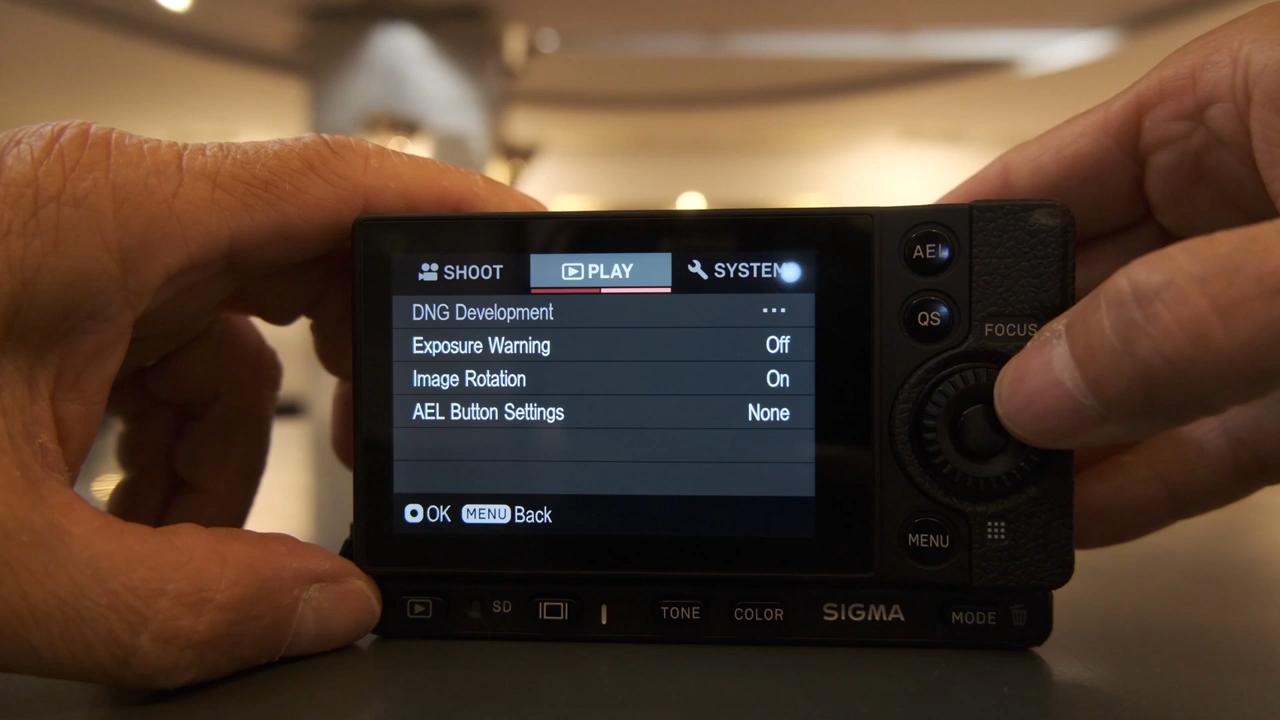 SHOOT PLAY SYSTEM
DNG Development ...
Exposure Warning Off
Image Rotation On
AEL Button Settings None
OK MENU Back
AEL
QS
FOCUS
MENU
SD TONE COLOR SIGMA MODE